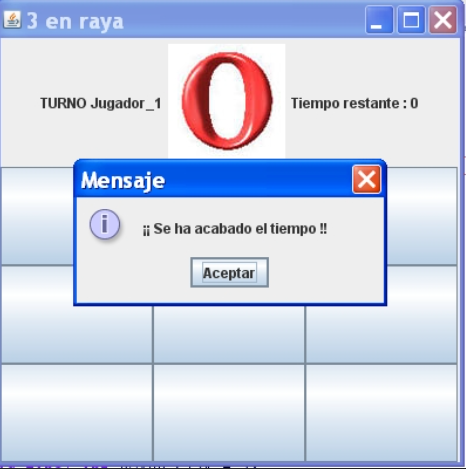 3 en raya
TURNO Jugador_1
Tiempo restante : 0
Mensaje
¡¡ Se ha acabado el tiempo !!
Aceptar